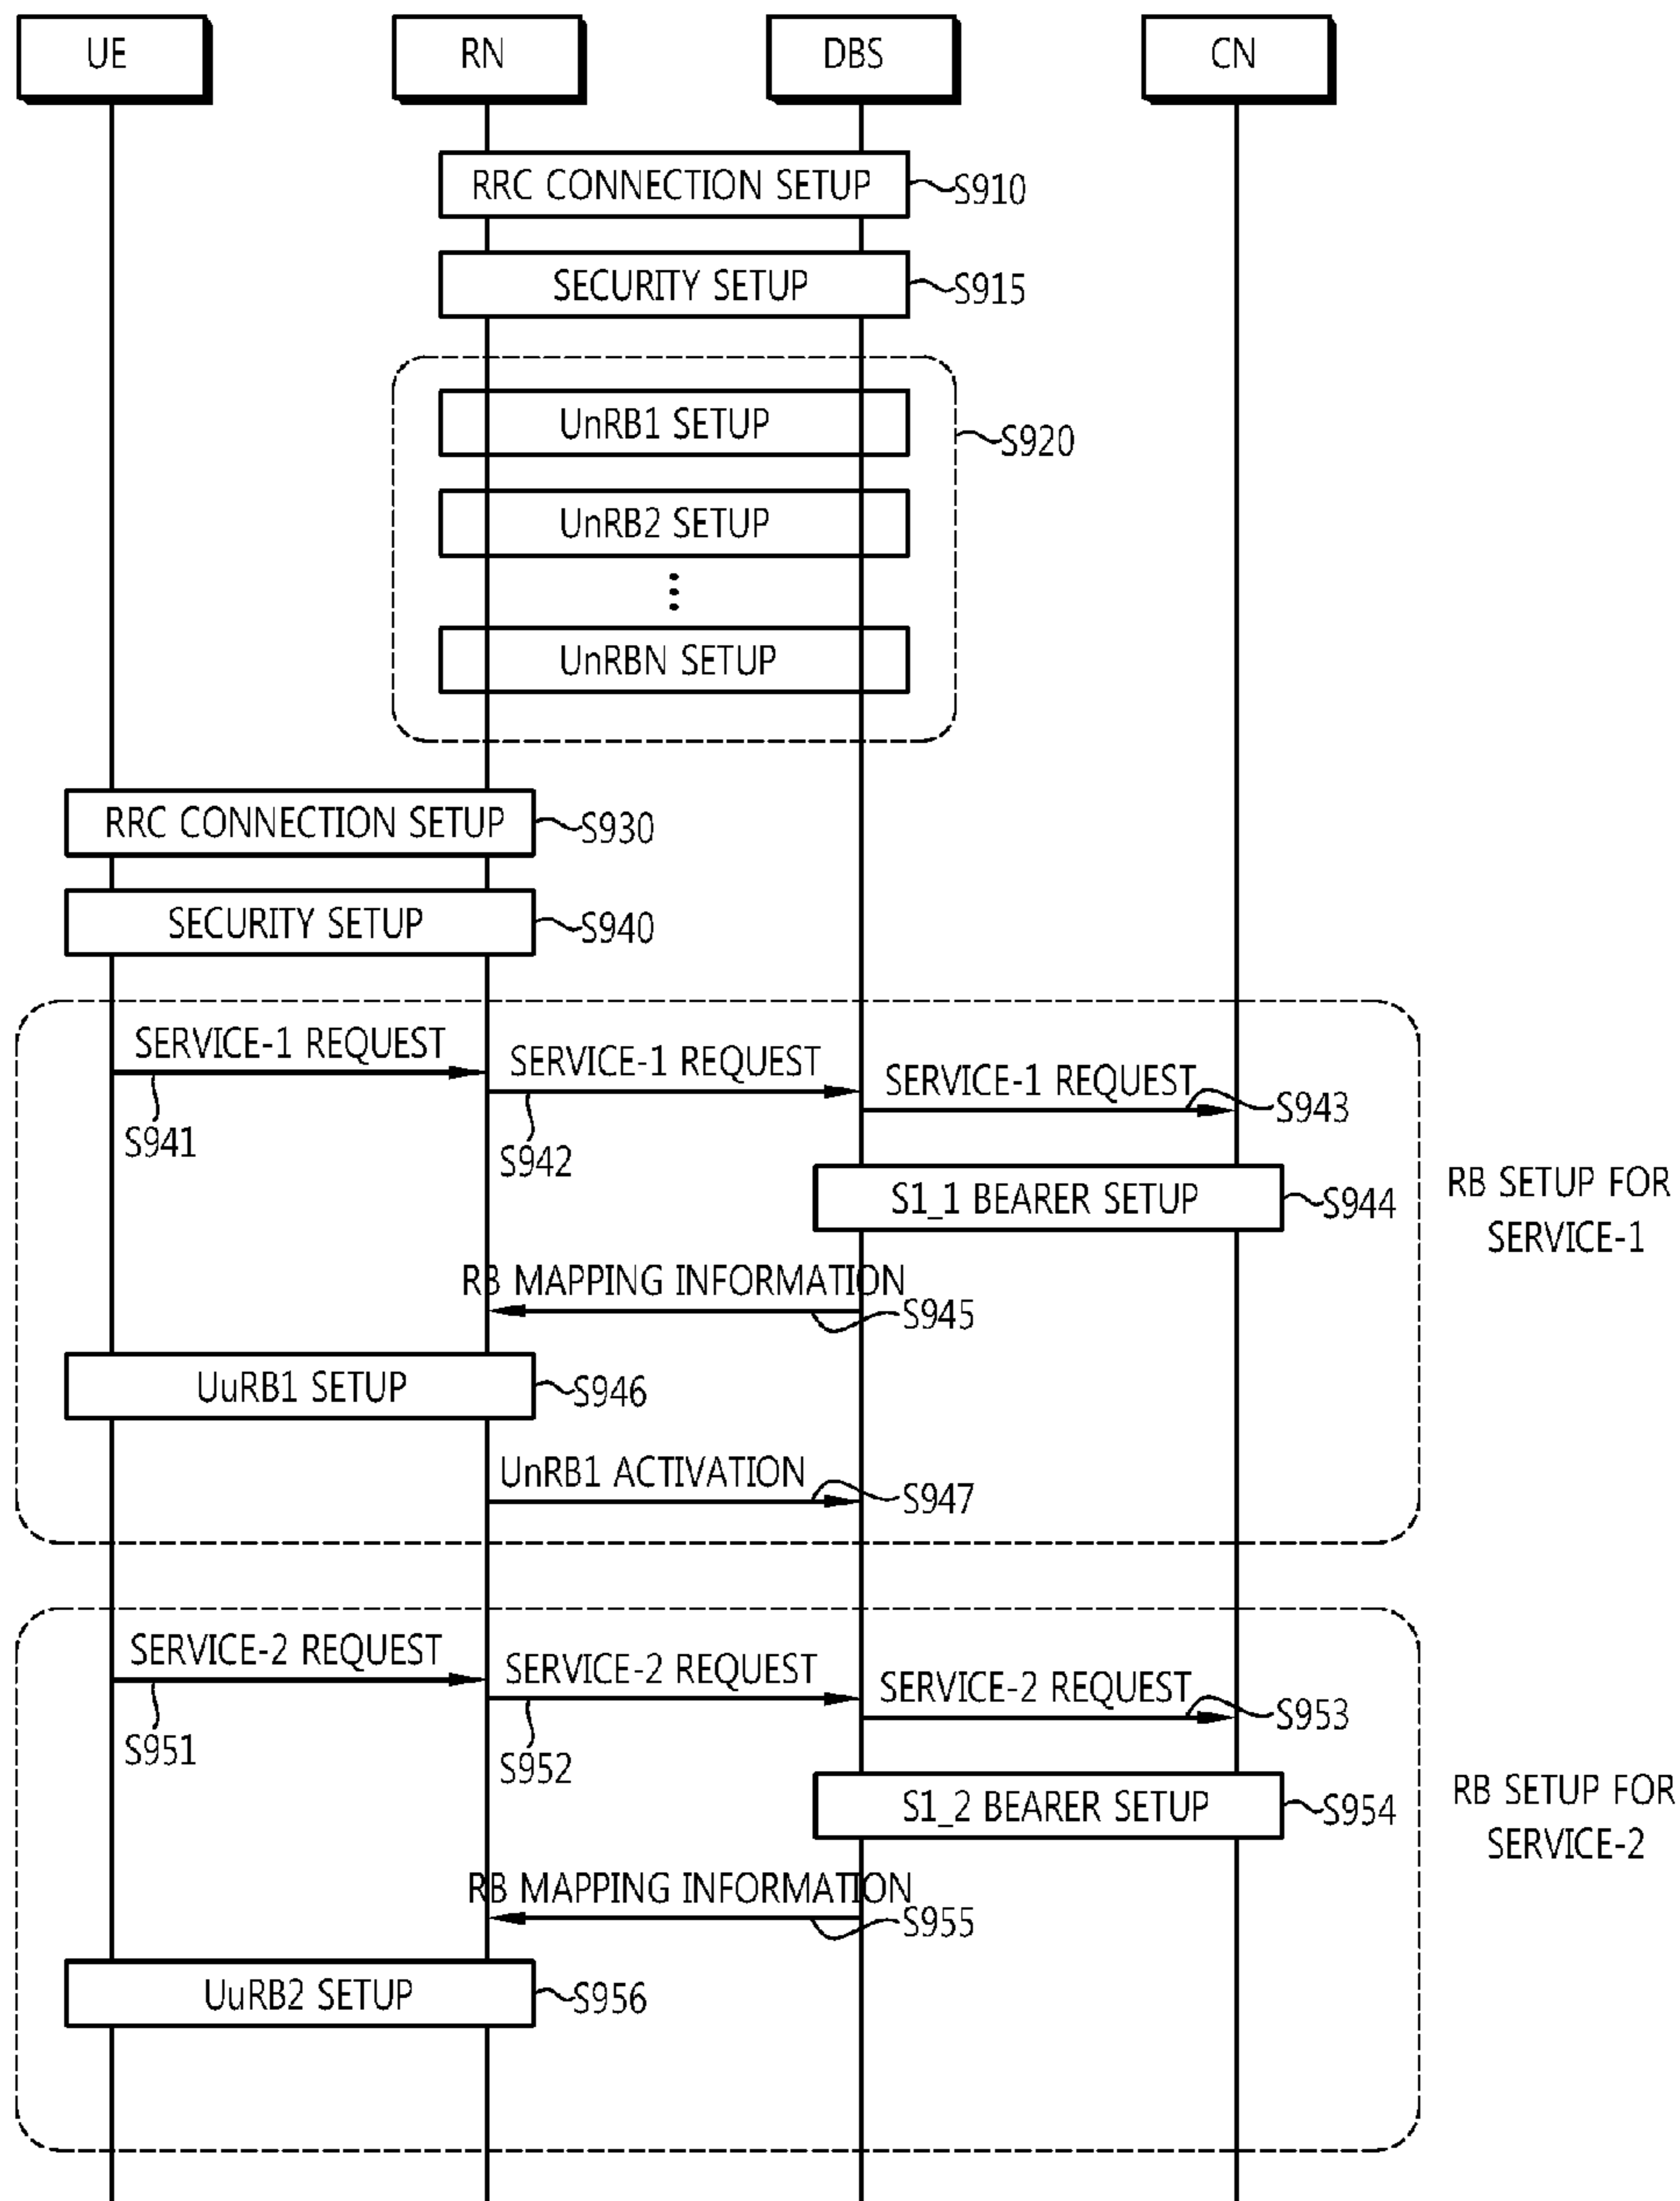 UE
RN
DBS
CN
RRC CONNECTION SETUP
S910
SECURITY SETUP
S915
UnRB1 SETUP
S920
UnRB2 SETUP
UnRBN SETUP
RRC CONNECTION SETUP
S930
SECURITY SETUP
S940
SERVICE-1 REQUEST
SERVICE-1 REQUEST
SERVICE-1 REQUEST
S941
S942
S943
S1_1 BEARER SETUP
S944
RB SETUP FOR
SERVICE-1
RB MAPPING INFORMATION
S945
UuRB1 SETUP
S946
UnRB1 ACTIVATION
S947
SERVICE-2 REQUEST
SERVICE-2 REQUEST
SERVICE-2 REQUEST
S951
S952
S953
S1_2 BEARER SETUP
S954
RB SETUP FOR
SERVICE-2
RB MAPPING INFORMATION
S955
UuRB2 SETUP
S956